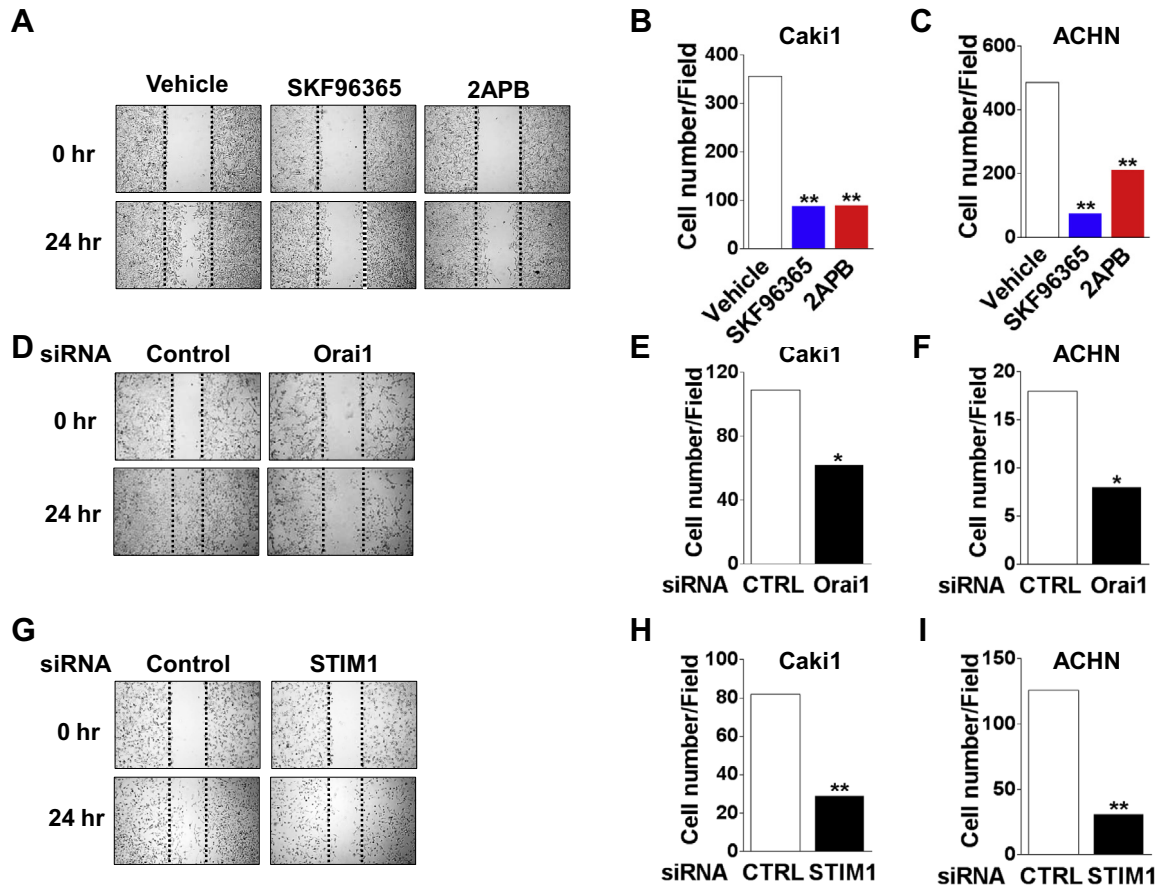 A
Vehicle SKF96365 2APB
0 hr
24 hr
B
Caki1
Cell number/Field
400
300
200
100
0
** **
Vehicle
SKF96365
2APB
C
ACHN
Cell number/Field
600
400
200
0
**
**
Vehicle
SKF96365
2APB
D
siRNA Control Orai1
0 hr
24 hr
E
Caki1
Cell number/Field
120
80
40
0
*
siRNA CTRL Orai1
F
ACHN
Cell number/Field
20
15
10
5
0
*
siRNA CTRL Orai1
G
siRNA Control STIM1
0 hr
24 hr
H
Caki1
Cell number/Field
100
80
60
40
20
0
**
siRNA CTRL STIM1
I
ACHN
Cell number/Field
150
100
50
0
**
siRNA CTRL STIM1